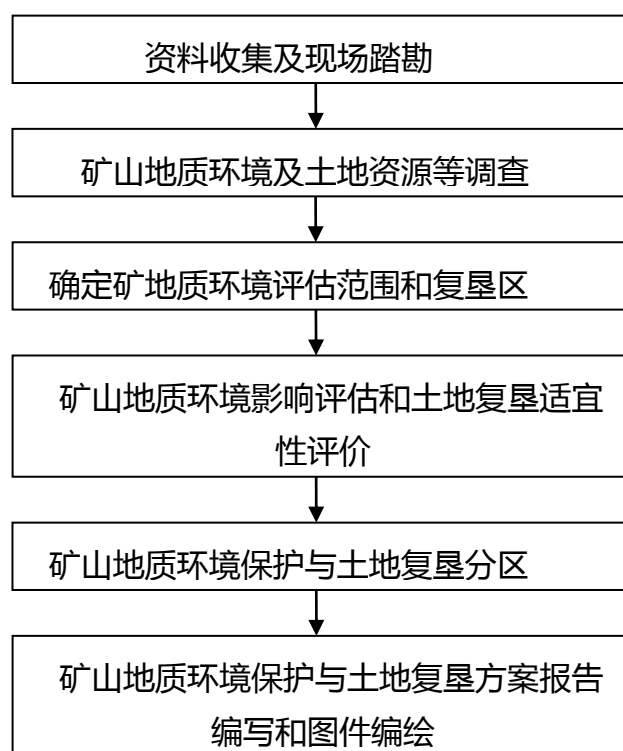 资料收集及现场踏勘
矿山地质环境及土地资源等调查
确定矿地质环境评估范围和复垦区
矿山地质环境影响评估和土地复垦适宜
性评价
矿山地质环境保护与土地复垦分区
矿山地质环境保护与土地复垦方案报告
编写和图件编绘